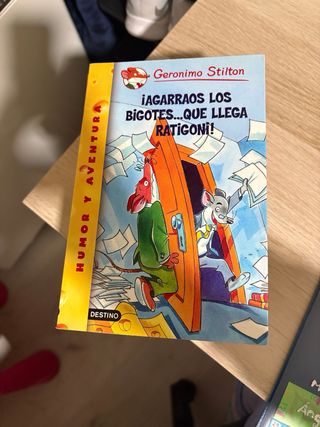 Geronimo Stilton
¡AGARRAOS LOS
BIGOTES...QUE LLEGA
RATIGONI!
HUMOR Y AVENTURA
DESTINO